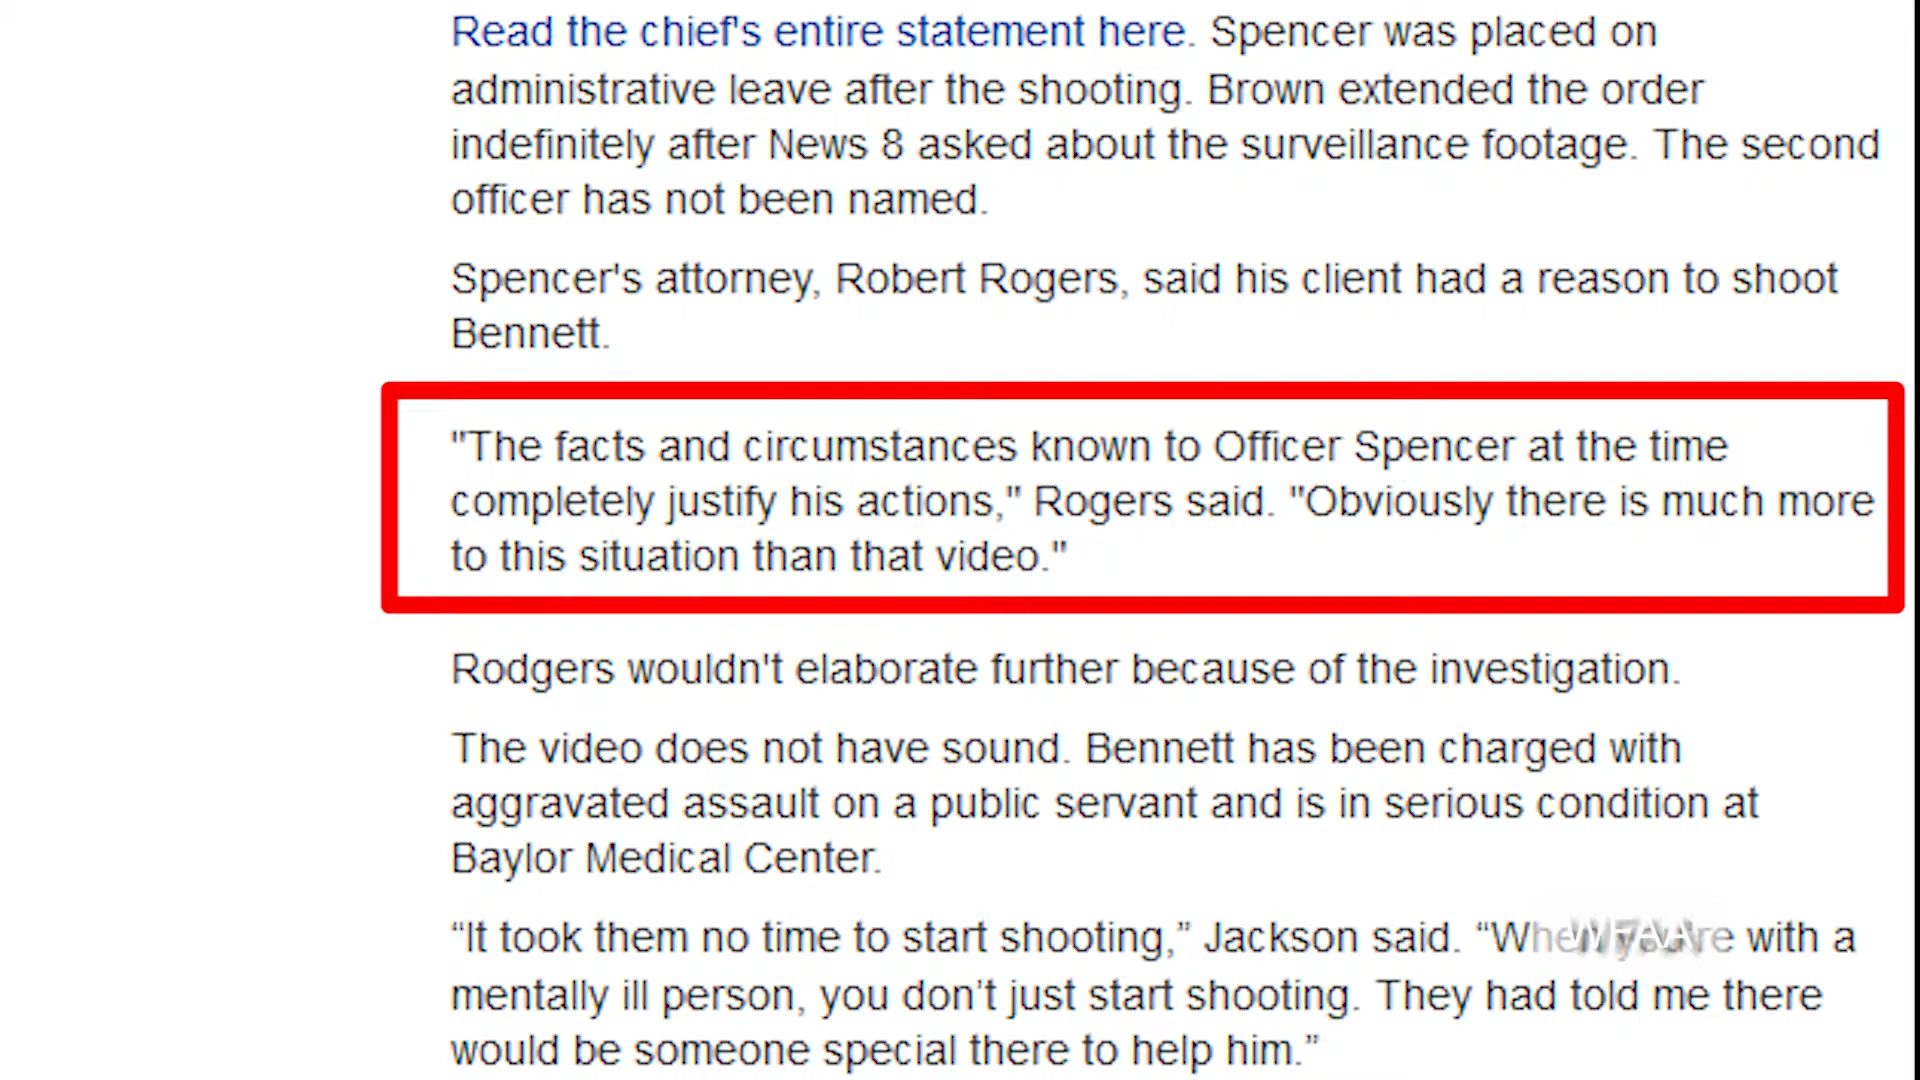 Read the chief's entire statement here. Spencer was placed on
administrative leave after the shooting. Brown extended the order
indefinitely after News 8 asked about the surveillance footage. The second
officer has not been named.
Spencer's attorney, Robert Rogers, said his client had a reason to shoot
Bennett.
"The facts and circumstances known to Officer Spencer at the time
completely justify his actions," Rogers said. "Obviously there is much more
to this situation than that video."
Rodgers wouldn't elaborate further because of the investigation.
The video does not have sound. Bennett has been charged with
aggravated assault on a public servant and is in serious condition at
Baylor Medical Center.
“It took them no time to start shooting,” Jackson said. “When you're with a
mentally ill person, you don’t just start shooting. They had told me there
would be someone special there to help him.”
WFAA